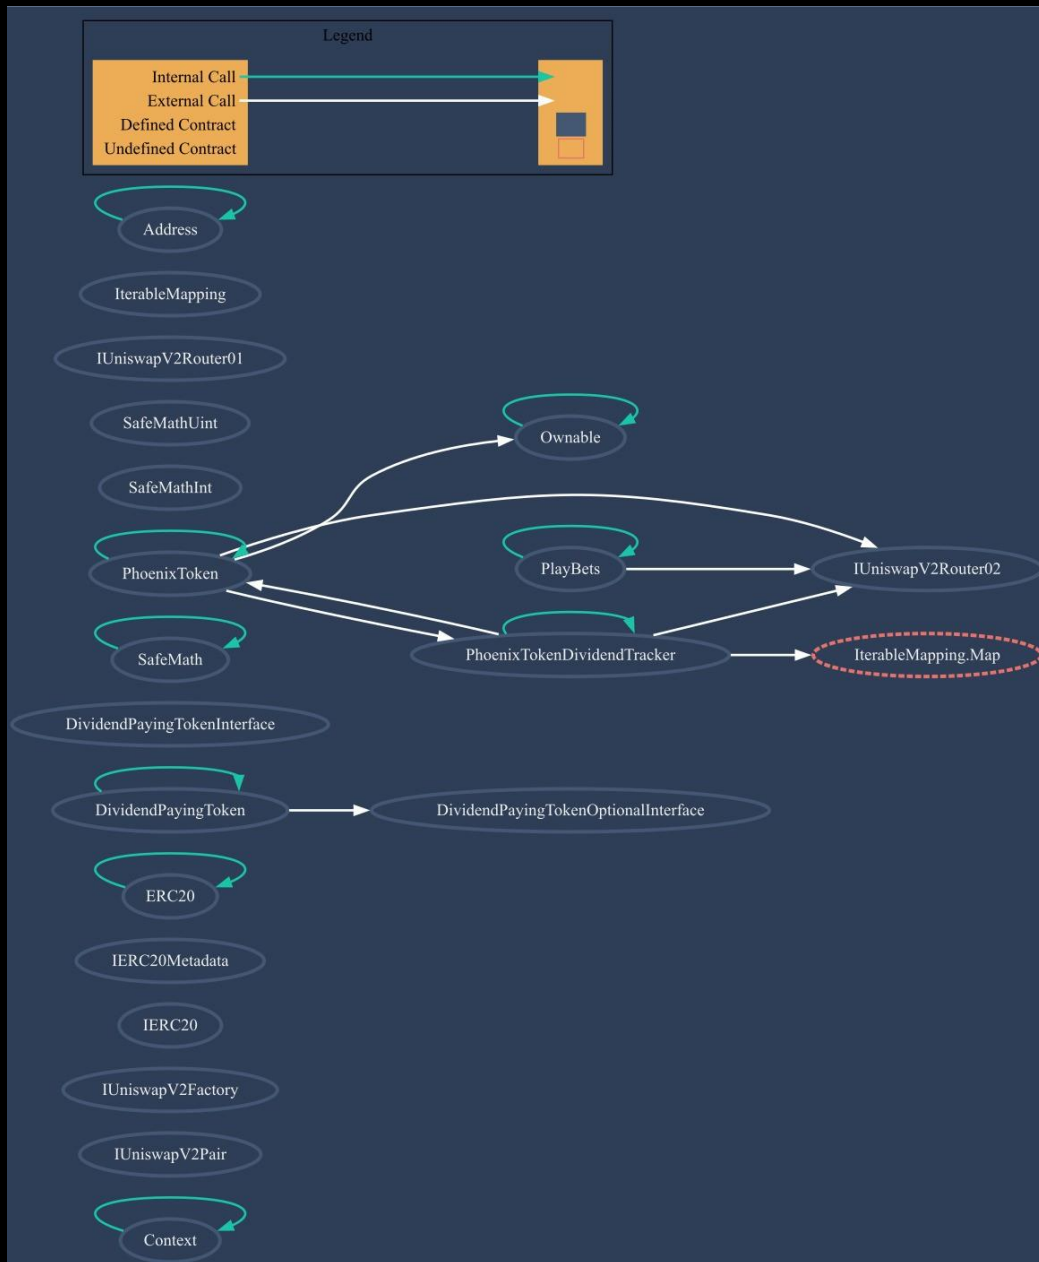 Legend
Internal Call
External Call
Defined Contract
Undefined Contract
Address
IterableMapping
IUniswapV2Router01
SafeMathUint
Ownable
SafeMathInt
PhoenixToken
PlayBets
IUniswapV2Router02
SafeMath
PhoenixTokenDividendTracker
IterableMapping.Map
DividendPayingTokenInterface
DividendPayingToken
DividendPayingTokenOptionalInterface
ERC20
IERC20Metadata
IERC20
IUniswapV2Factory
IUniswapV2Pair
Context